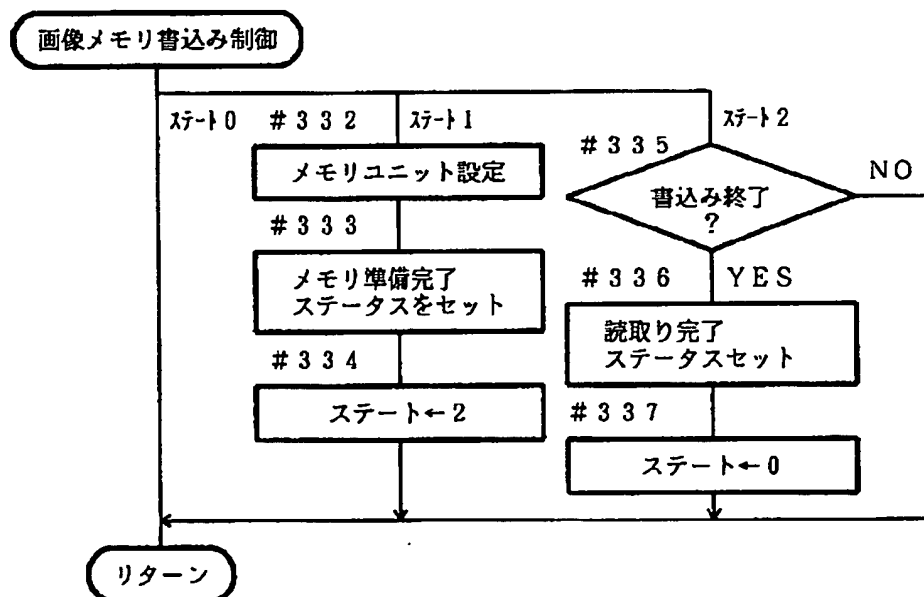 画像メモリ書込み制御
ステート0
#332
ステート1
メモリユニット設定
#333
メモリ準備完了
ステータスをセット
#334
ステート←2
ステート2
#335
書込み終了
?
NO
#336
YES
読取り完了
ステータスセット
#337
ステート←0
リターン